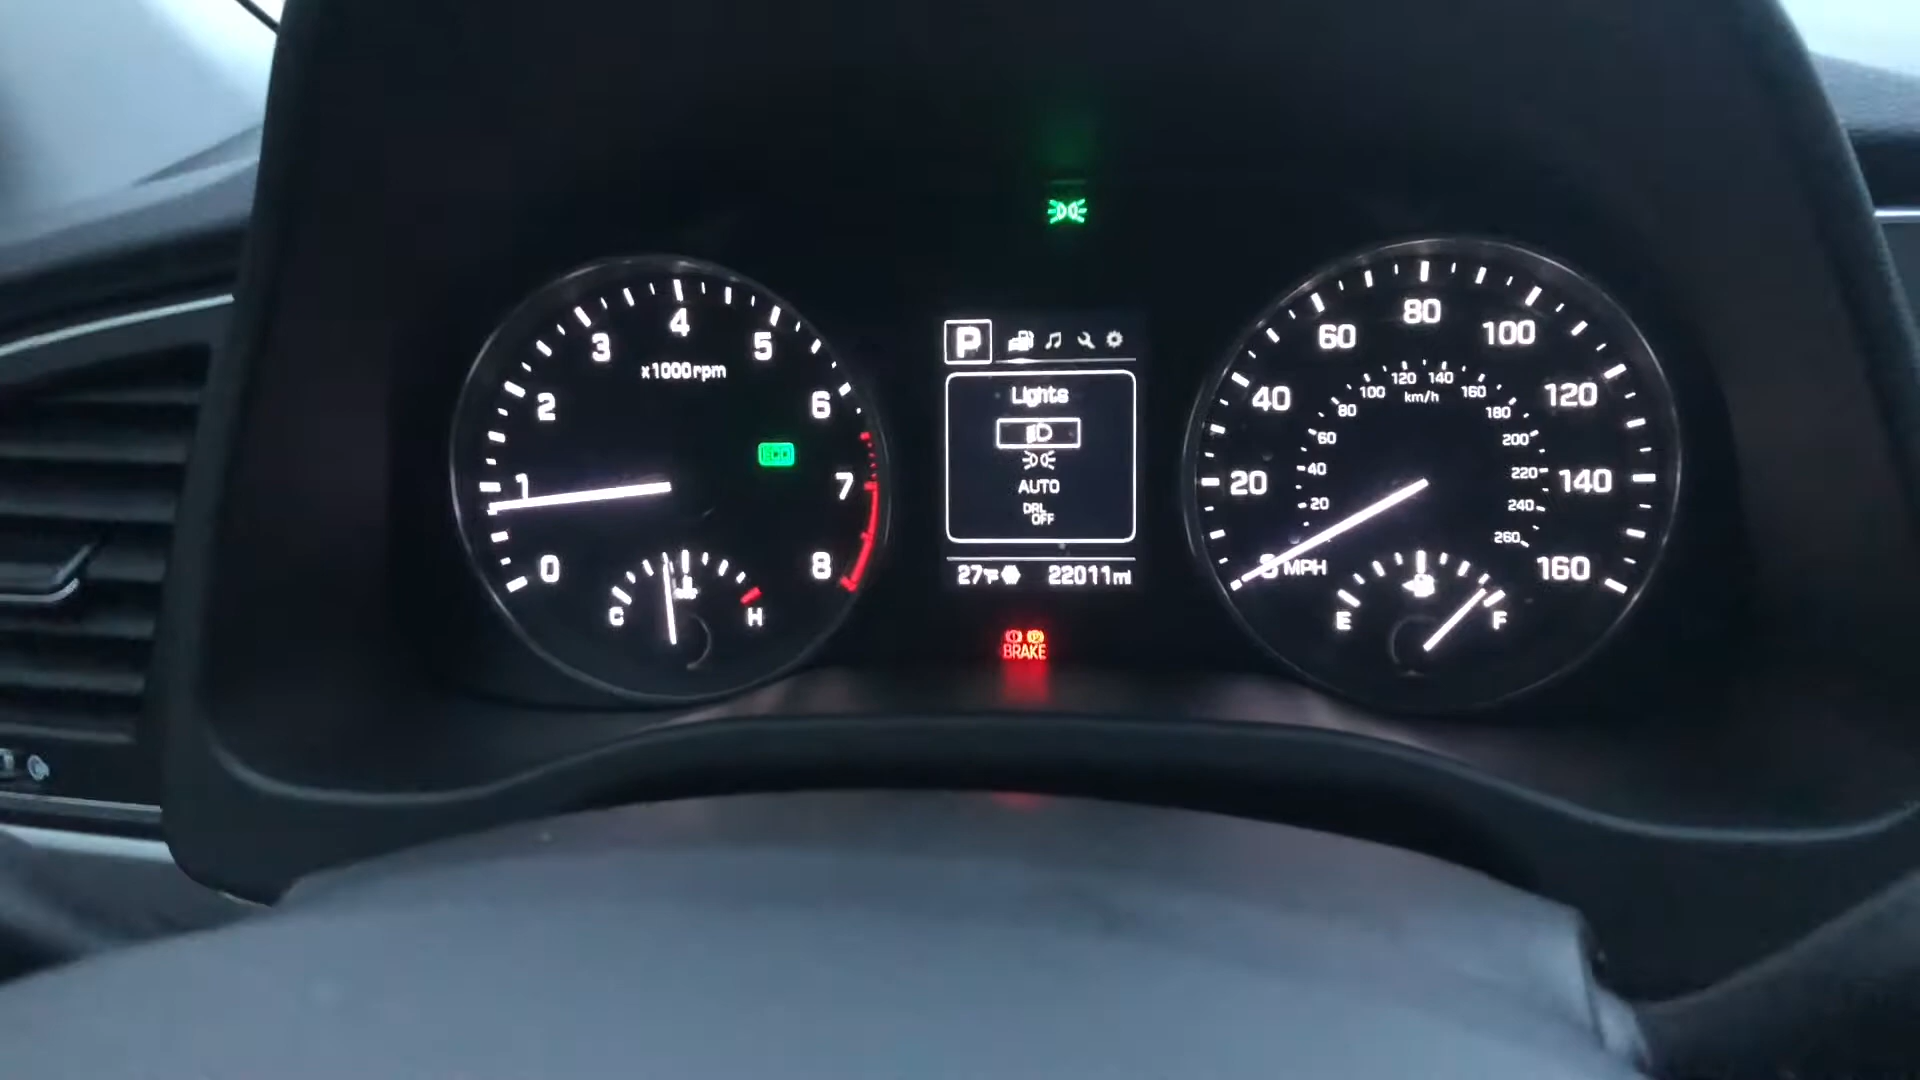 4
3
5
x1000rpm
2
6
ECO
1
7
0
8
C
H
P
Lights
AUTO
DRL
OFF
27°F
22011mi
BRAKE
80
60
100
40
120
20
140
MPH
160
120
140
100
160
km/h
80
180
60
200
40
220
20
240
260
E
F